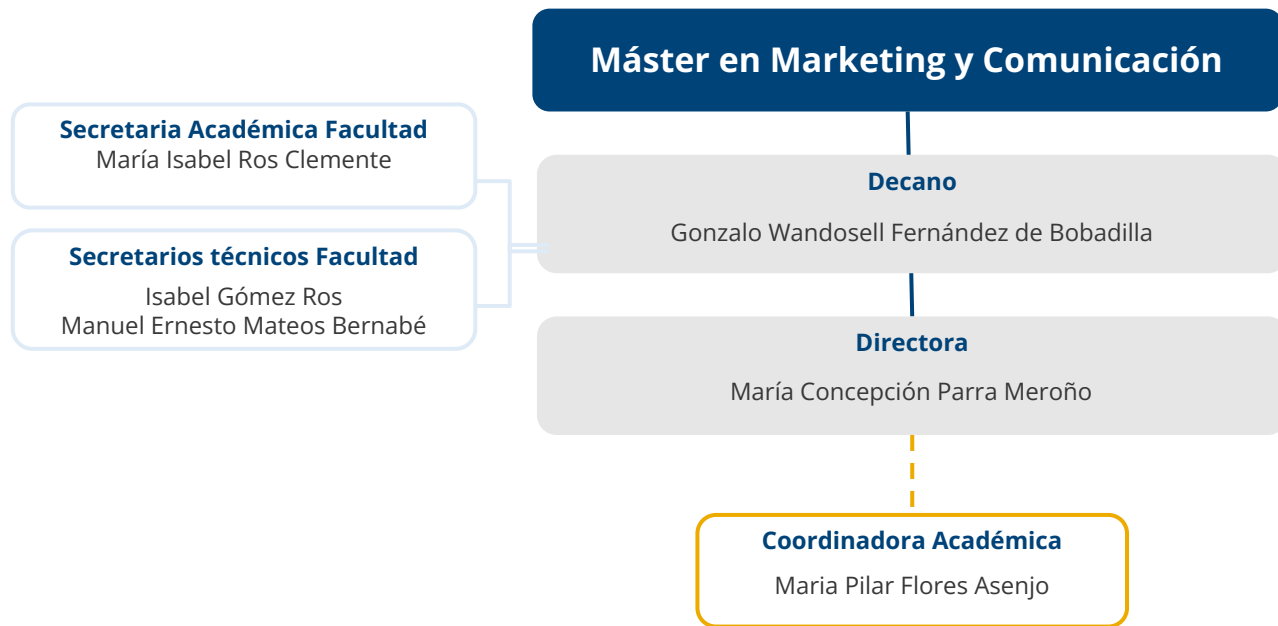 Máster en Marketing y Comunicación
Secretaria Académica Facultad
María Isabel Ros Clemente
Decano
Gonzalo Wandosell Fernández de Bobadilla
Secretarios técnicos Facultad
Isabel Gómez Ros
Manuel Ernesto Mateos Bernabé
Directora
María Concepción Parra Meroño
Coordinadora Académica
Maria Pilar Flores Asenjo